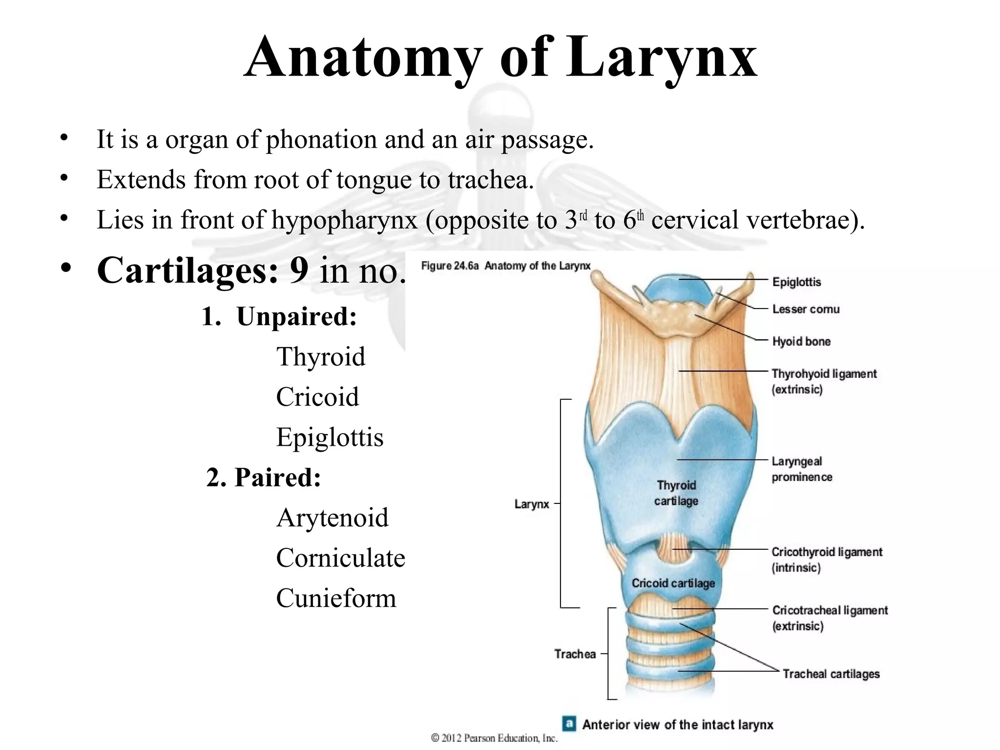 Anatomy of Larynx
• It is a organ of phonation and an air passage.
• Extends from root of tongue to trachea.
• Lies in front of hypopharynx (opposite to 3rd to 6th cervical vertebrae).
• Cartilages: 9 in no.
1. Unpaired:
Thyroid
Cricoid
Epiglottis
2. Paired:
Arytenoid
Corniculate
Cunieform
Figure 24.6a Anatomy of the Larynx
Epiglottis
Lesser cornu
Hyoid bone
Thyrohyoid ligament
(extrinsic)
Laryngeal
prominence
Thyroid
cartilage
Larynx
Cricothyroid ligament
(intrinsic)
Cricoid cartilage
Cricotracheal ligament
(extrinsic)
Trachea
Tracheal cartilages
a Anterior view of the intact larynx
© 2012 Pearson Education, Inc.